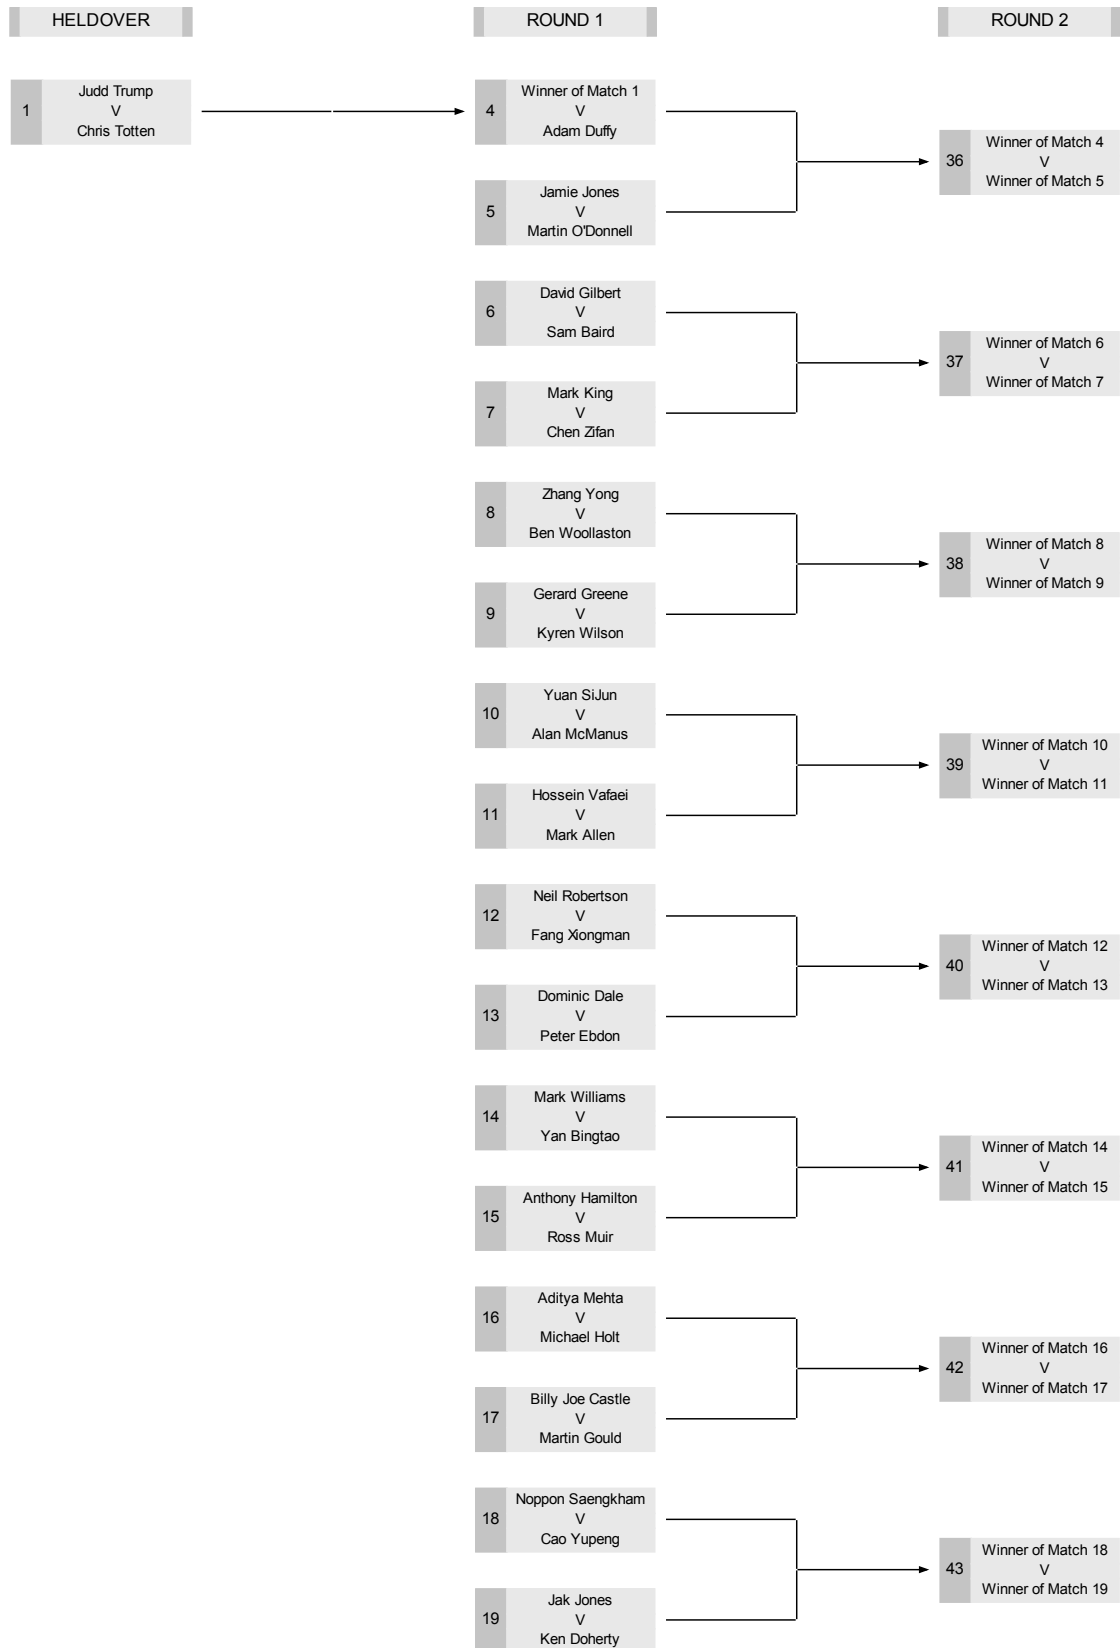 HELDOVER
ROUND 1
ROUND 2
1
Judd Trump
V
Chris Totten
4
Winner of Match 1
V
Adam Duffy
5
Jamie Jones
V
Martin O'Donnell
36
Winner of Match 4
V
Winner of Match 5
6
David Gilbert
V
Sam Baird
7
Mark King
V
Chen Zifan
37
Winner of Match 6
V
Winner of Match 7
8
Zhang Yong
V
Ben Woollaston
9
Gerard Greene
V
Kyren Wilson
38
Winner of Match 8
V
Winner of Match 9
10
Yuan SiJun
V
Alan McManus
11
Hossein Vafaei
V
Mark Allen
39
Winner of Match 10
V
Winner of Match 11
12
Neil Robertson
V
Fang Xiongman
13
Dominic Dale
V
Peter Ebdon
40
Winner of Match 12
V
Winner of Match 13
14
Mark Williams
V
Yan Bingtao
15
Anthony Hamilton
V
Ross Muir
41
Winner of Match 14
V
Winner of Match 15
16
Aditya Mehta
V
Michael Holt
17
Billy Joe Castle
V
Martin Gould
42
Winner of Match 16
V
Winner of Match 17
18
Noppon Saengkham
V
Cao Yupeng
19
Jak Jones
V
Ken Doherty
43
Winner of Match 18
V
Winner of Match 19